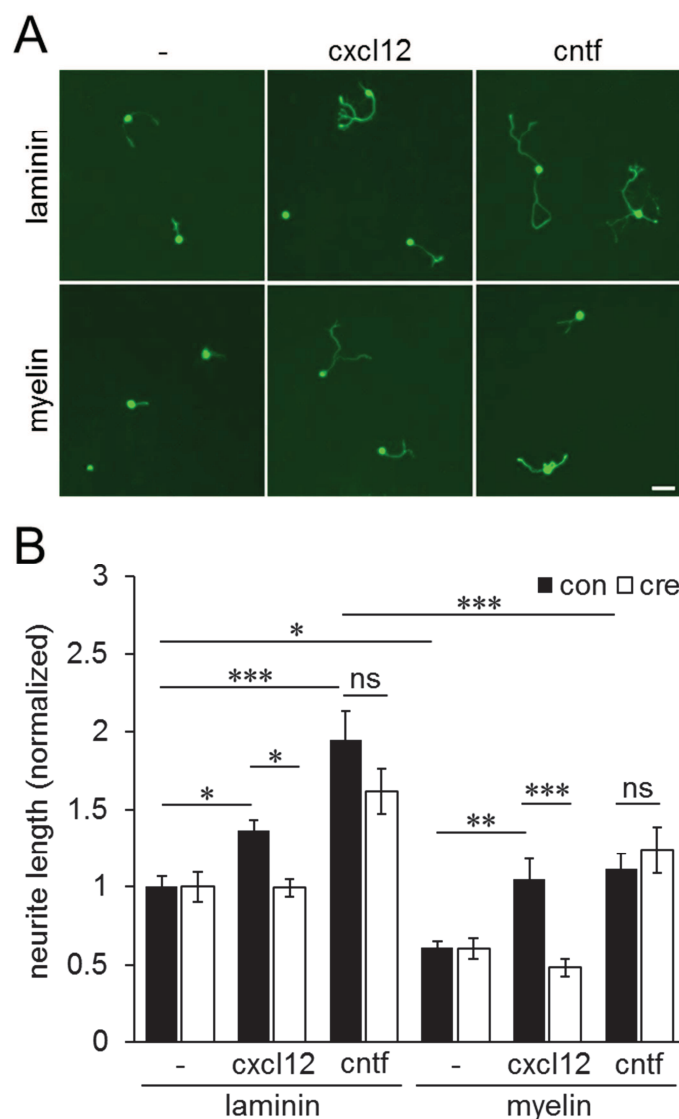 A
- cxcl12 cntf
laminin
myelin
B
neurite length (normalized)
3
2.5
2
1.5
1
0.5
0
con cre
***
*
*** ns
* * ** *** ns
- cxcl12 cntf - cxcl12 cntf
laminin myelin